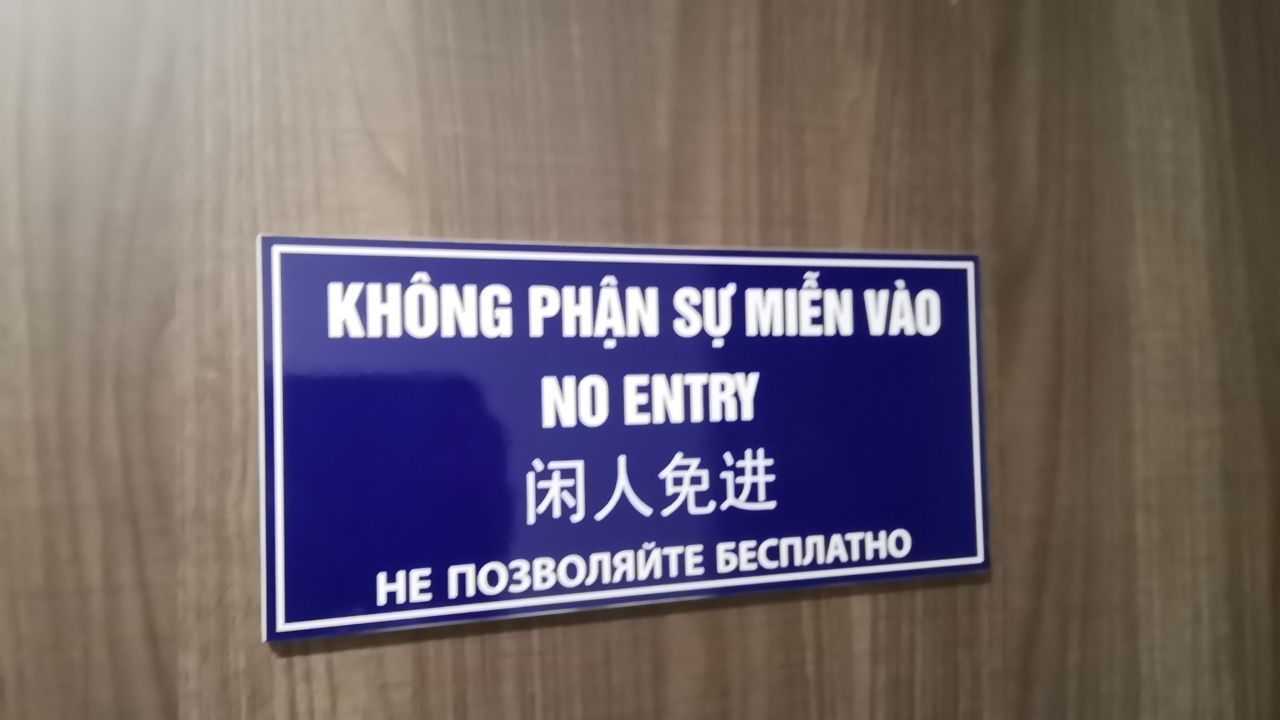 KHÔNG PHẬN SỰ MIỄN VÀO
NO ENTRY
闲人免进
НЕ ПОЗВОЛЯЙТЕ БЕСПЛАТНО